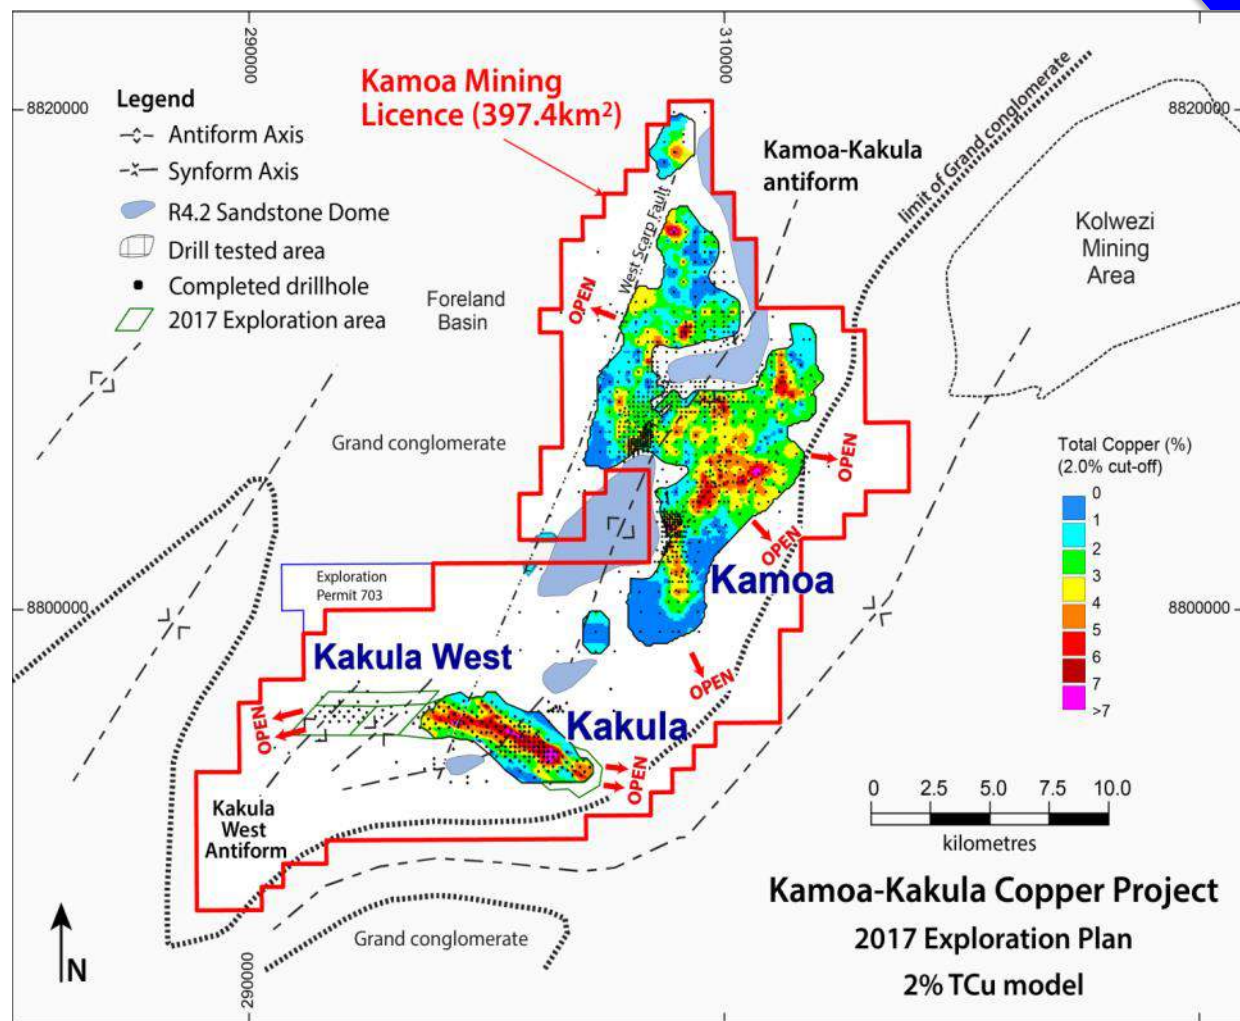 290000
310000
8820000
8820000
Legend
Antiform Axis
Synform Axis
R4.2 Sandstone Dome
Drill tested area
Completed drillhole
2017 Exploration area
Kamoa Mining
Licence (397.4km²)
Kamoa-Kakula
antiform
limit of Grand conglomerate
Kolwezi
Mining
Area
West Scarp Fault
Foreland
Basin
OPEN
Grand conglomerate
OPEN
OPEN
Total Copper (%)
(2.0% cut-off)
0
1
2
3
4
5
6
7
>7
Exploration
Permit 703
Kamoa
8800000
8800000
Kakula West
OPEN
Kakula
OPEN
OPEN
Kakula
West
Antiform
0 2.5 5.0 7.5 10.0
kilometres
Kamoa-Kakula Copper Project
2017 Exploration Plan
2% TCu model
Grand conglomerate
N
290000